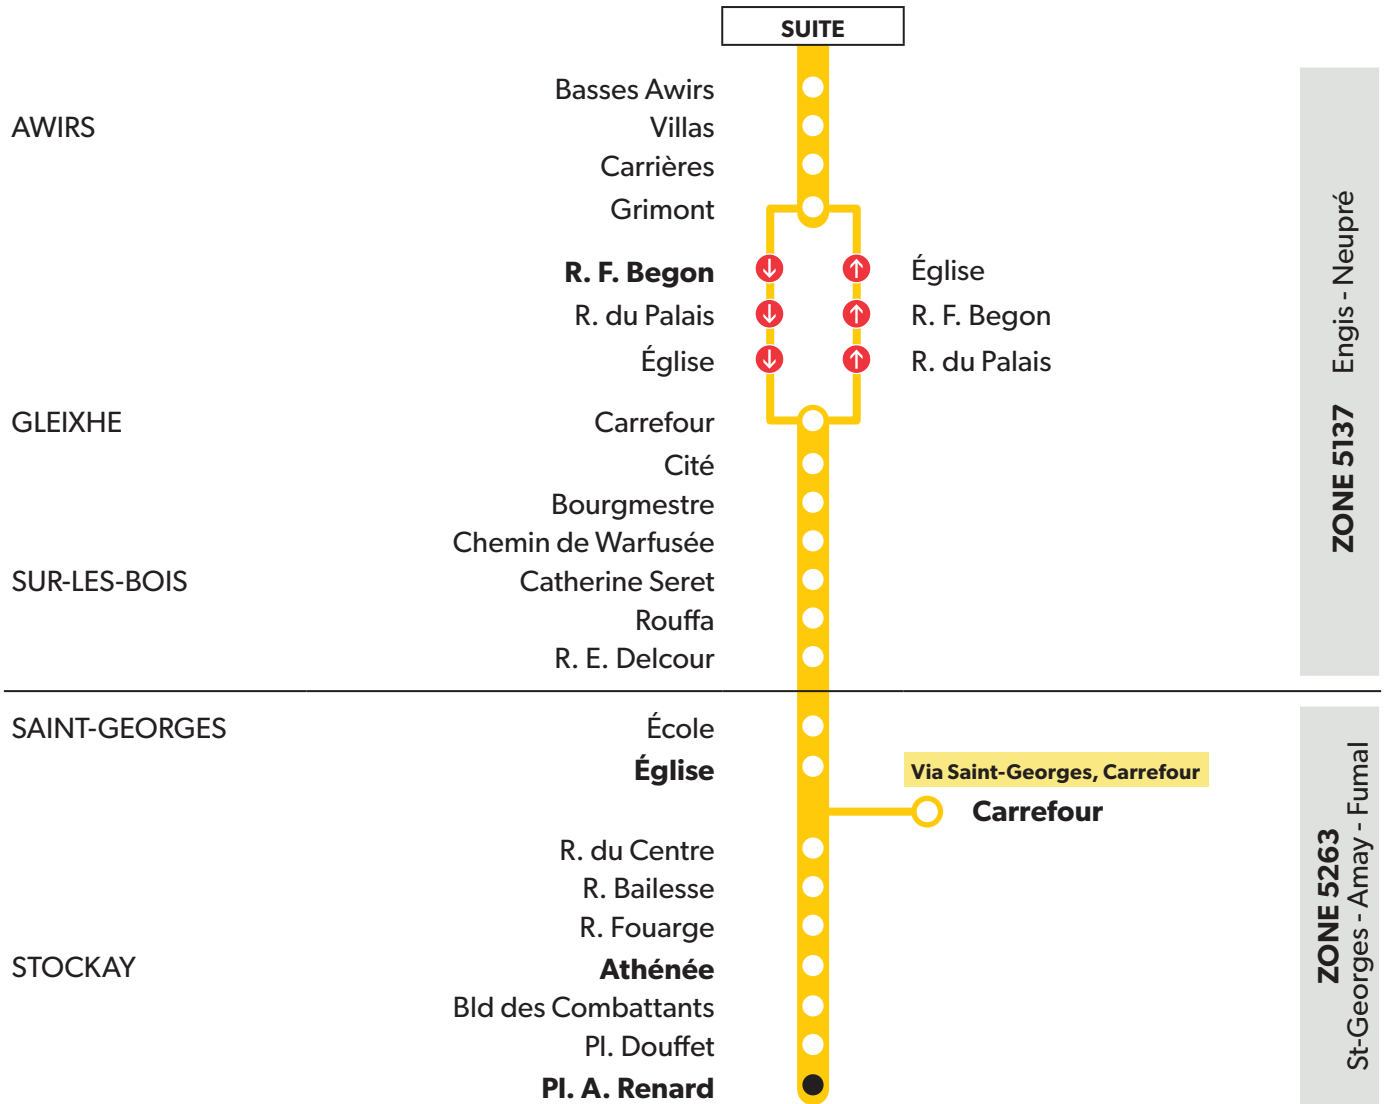 SUITE
Basses Awirs
AWIRS
Villas
Carrières
Grimont
R. F. Begon
Église
R. du Palais
R. F. Begon
Église
R. du Palais
GLEIXHE
Carrefour
Cité
Bourgmestre
Chemin de Warfusée
SUR-LES-BOIS
Catherine Seret
Rouffa
R. E. Delcour
ZONE 5137 Engis - Neupré
SAINT-GEORGES
École
Église
Via Saint-Georges, Carrefour
Carrefour
R. du Centre
R. Bailesse
R. Fouarge
STOCKAY
Athénée
Bld des Combattants
Pl. Douffet
Pl. A. Renard
ZONE 5263
St-Georges - Amay - Fumal